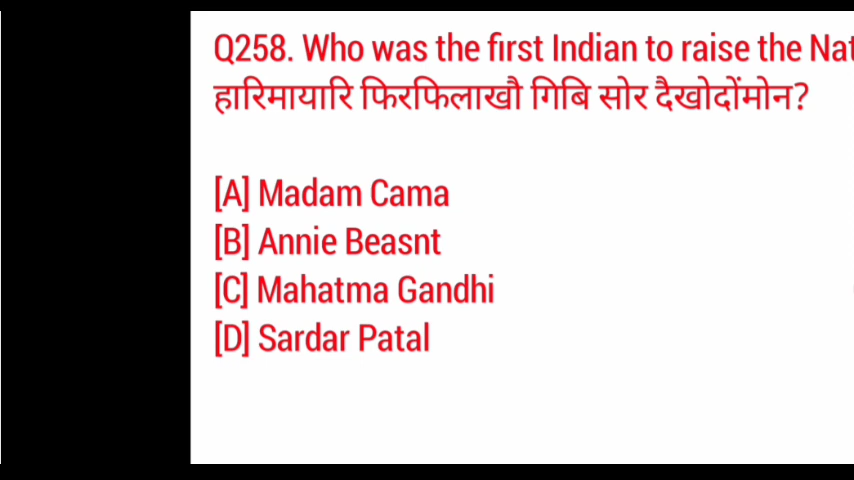 Q258. Who was the first Indian to raise the Nat
हारिमायारि फिरफिलाखौ गिबि सोर दैखोदोंमोन?
[A] Madam Cama
[B] Annie Beasnt
[C] Mahatma Gandhi
[D] Sardar Patal